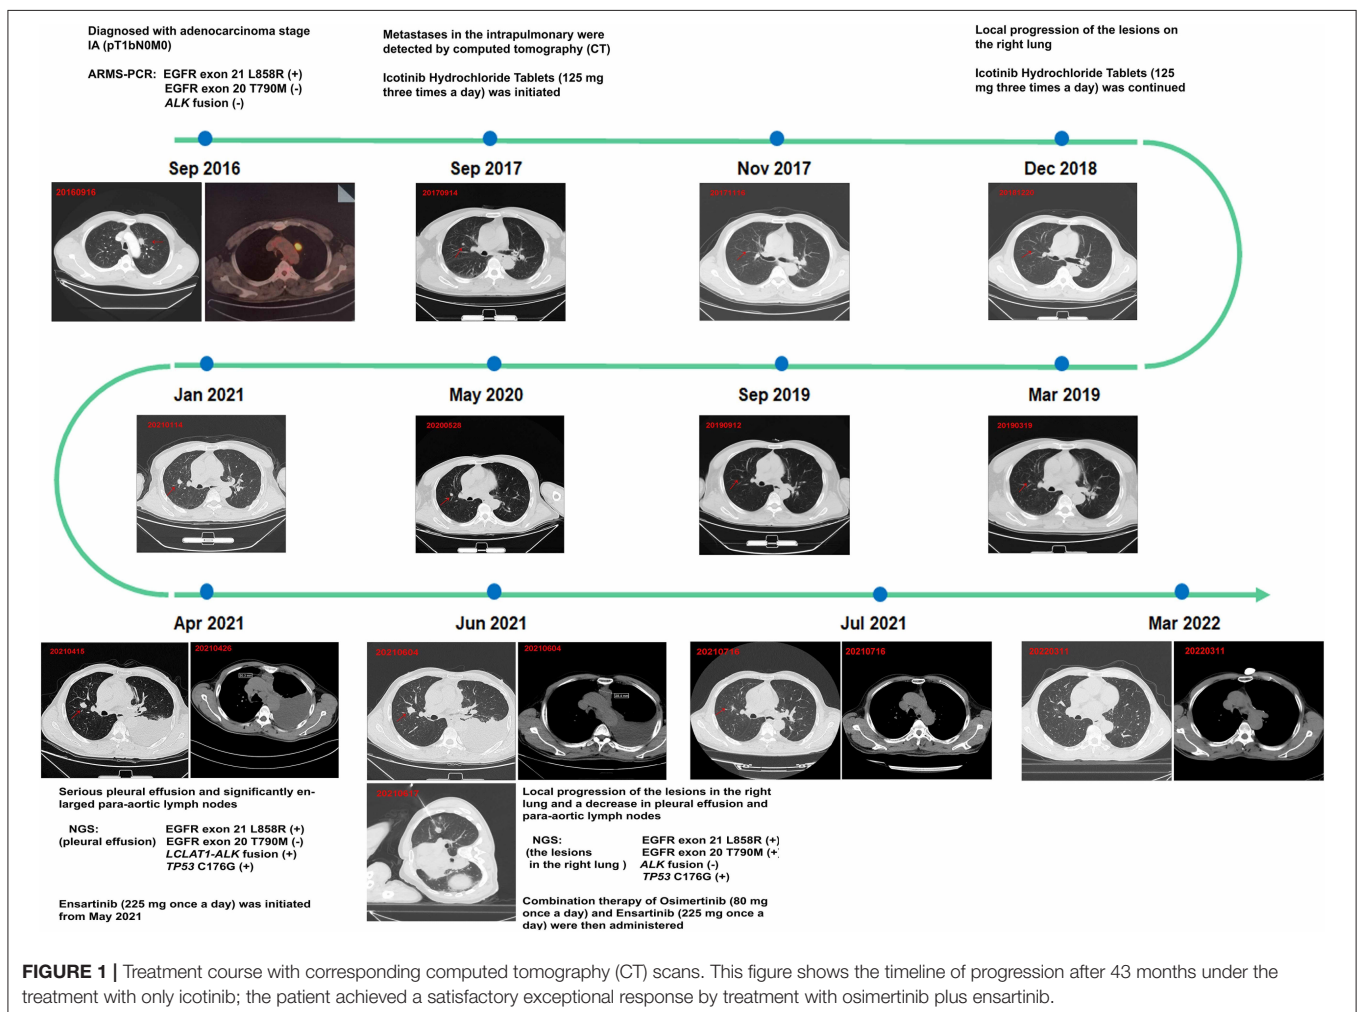 Diagnosed with adenocarcinoma stage
IA (pT1bN0M0)
ARMS-PCR: EGFR exon 21 L858R (+)
EGFR exon 20 T790M (-)
ALK fusion (-)
Metastases in the intrapulmonary were
detected by computed tomography (CT)
Icotinib Hydrochloride Tablets (125 mg
three times a day) was initiated
Local progression of the lesions on
the right lung
Icotinib Hydrochloride Tablets (125
mg three times a day) was continued
Sep 2016
Sep 2017
Nov 2017
Dec 2018
20160916
20170914
Jan 2021
May 2020
Sep 2019
Mar 2019
20210114
20200528
20190912
20190319
Apr 2021
Jun 2021
Jul 2021
Mar 2022
20210415
20210426
20210604
20210604
20210716
20210716
20220311
20220311
Serious pleural effusion and significantly en-
larged para-aortic lymph nodes
NGS: EGFR exon 21 L858R (+)
(pleural effusion) EGFR exon 20 T790M (-)
LCLAT1-ALK fusion (+)
TP53 C176G (+)
Ensartinib (225 mg once a day) was initiated
from May 2021
Local progression of the lesions in the right
lung and a decrease in pleural effusion and
para-aortic lymph nodes
NGS: EGFR exon 21 L858R (+)
(the lesions EGFR exon 20 T790M (+)
in the right lung ) ALK fusion (-)
TP53 C176G (+)
Combination therapy of Osimertinib (80 mg
once a day) and Ensartinib (225 mg once a
day) were then administered
FIGURE 1 | Treatment course with corresponding computed tomography (CT) scans. This figure shows the timeline of progression after 43 months under the
treatment with only icotinib; the patient achieved a satisfactory exceptional response by treatment with osimertinib plus ensartinib.